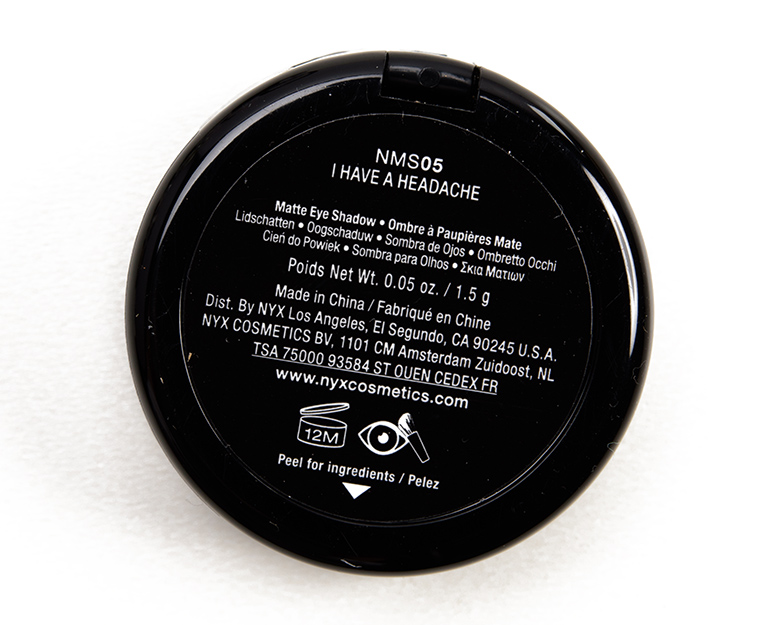 NMS05
I HAVE A HEADACHE
Matte Eye Shadow • Ombre à Paupières Mate
Lidschatten • Oogschaduw • Sombra de Ojos • Ombretto Occhi
Cień do Powiek • Sombra para Olhos • Σκια Ματιων
Poids Net Wt. 0.05 oz. / 1.5 g
Made in China / Fabriqué en Chine
Dist. By NYX Los Angeles, El Segundo, CA 90245 U.S.A.
NYX COSMETICS BV, 1101 CM Amsterdam Zuidoost, NL
TSA 75000 93584 ST OUEN CEDEX FR
www.nyxcosmetics.com
12M
Peel for ingredients / Pelez